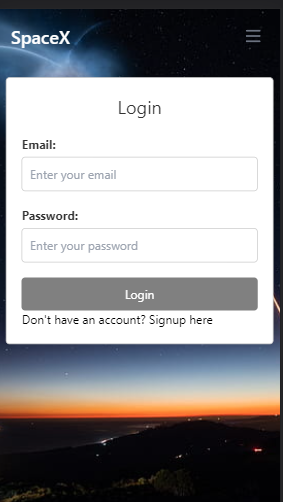 SpaceX
Login
Email:
Enter your email
Password:
Enter your password
Login
Don't have an account? Signup here